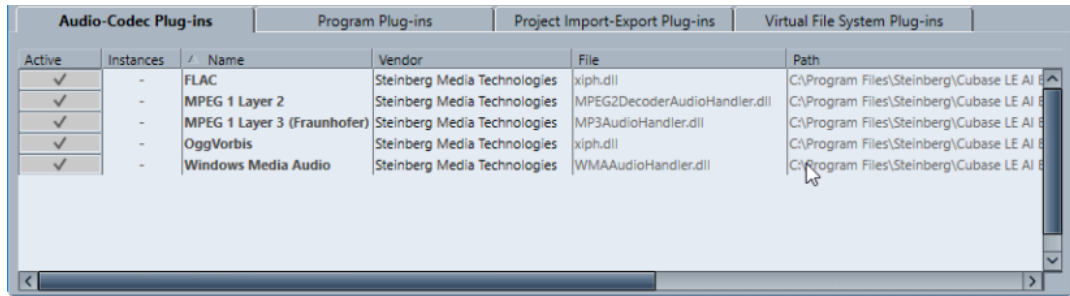 Audio-Codec Plug-ins Program Plug-ins Project Import-Export Plug-ins Virtual File System Plug-ins
Active Instances Name Vendor File Path
✓ - FLAC Steinberg Media Technologies xiph.dll C:\Program Files\Steinberg\Cubase LE AI E
✓ - MPEG 1 Layer 2 Steinberg Media Technologies MPEG2DecoderAudioHandler.dll C:\Program Files\Steinberg\Cubase LE AI E
✓ - MPEG 1 Layer 3 (Fraunhofer) Steinberg Media Technologies MP3AudioHandler.dll C:\Program Files\Steinberg\Cubase LE AI E
✓ - OggVorbis Steinberg Media Technologies xiph.dll C:\Program Files\Steinberg\Cubase LE AI E
✓ - Windows Media Audio Steinberg Media Technologies WMAAudioHandler.dll C:\Program Files\Steinberg\Cubase LE AI E